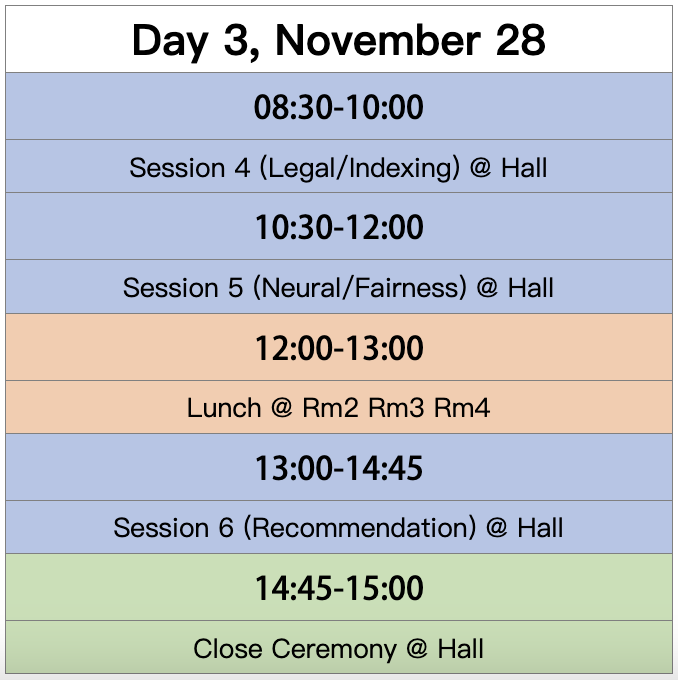 Day 3, November 28
08:30-10:00
Session 4 (Legal/Indexing) @ Hall
10:30-12:00
Session 5 (Neural/Fairness) @ Hall
12:00-13:00
Lunch @ Rm2 Rm3 Rm4
13:00-14:45
Session 6 (Recommendation) @ Hall
14:45-15:00
Close Ceremony @ Hall